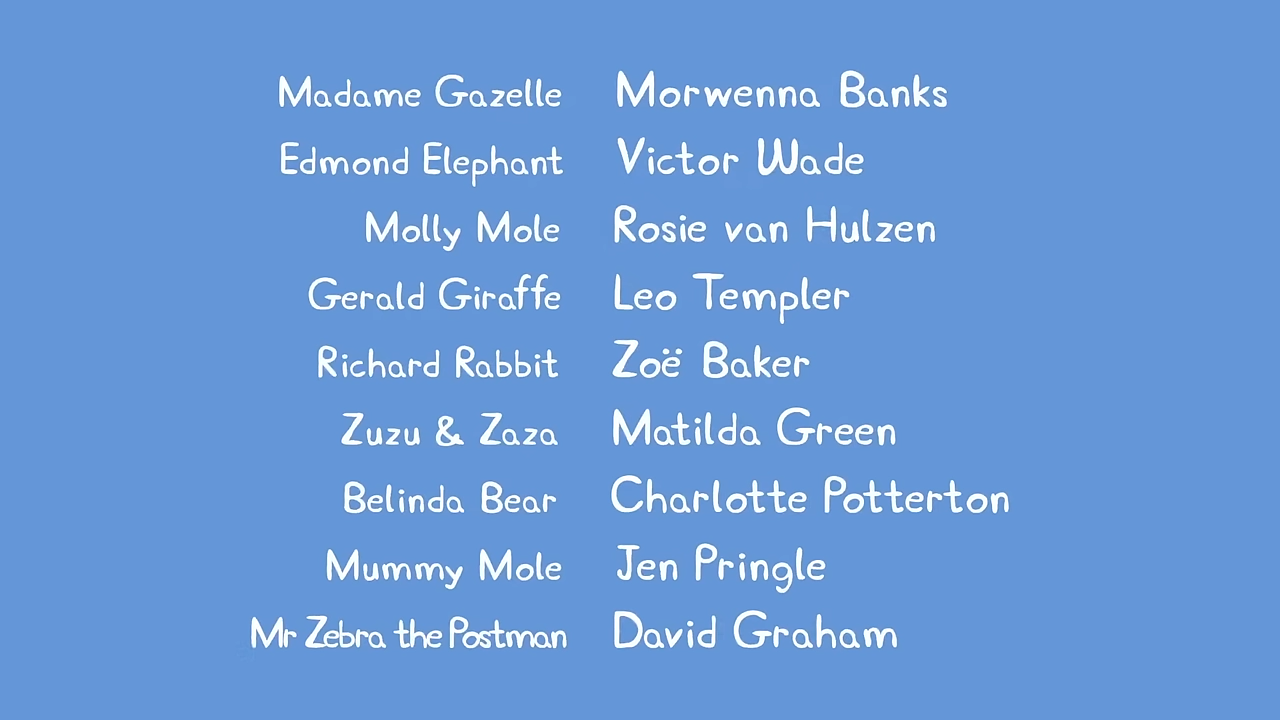 Madame Gazelle Morwenna Banks
Edmond Elephant Victor Wade
Molly Mole Rosie van Hulzen
Gerald Giraffe Leo Templer
Richard Rabbit Zoë Baker
Zuzu & Zaza Matilda Green
Belinda Bear Charlotte Potterton
Mummy Mole Jen Pringle
Mr Zebra the Postman David Graham